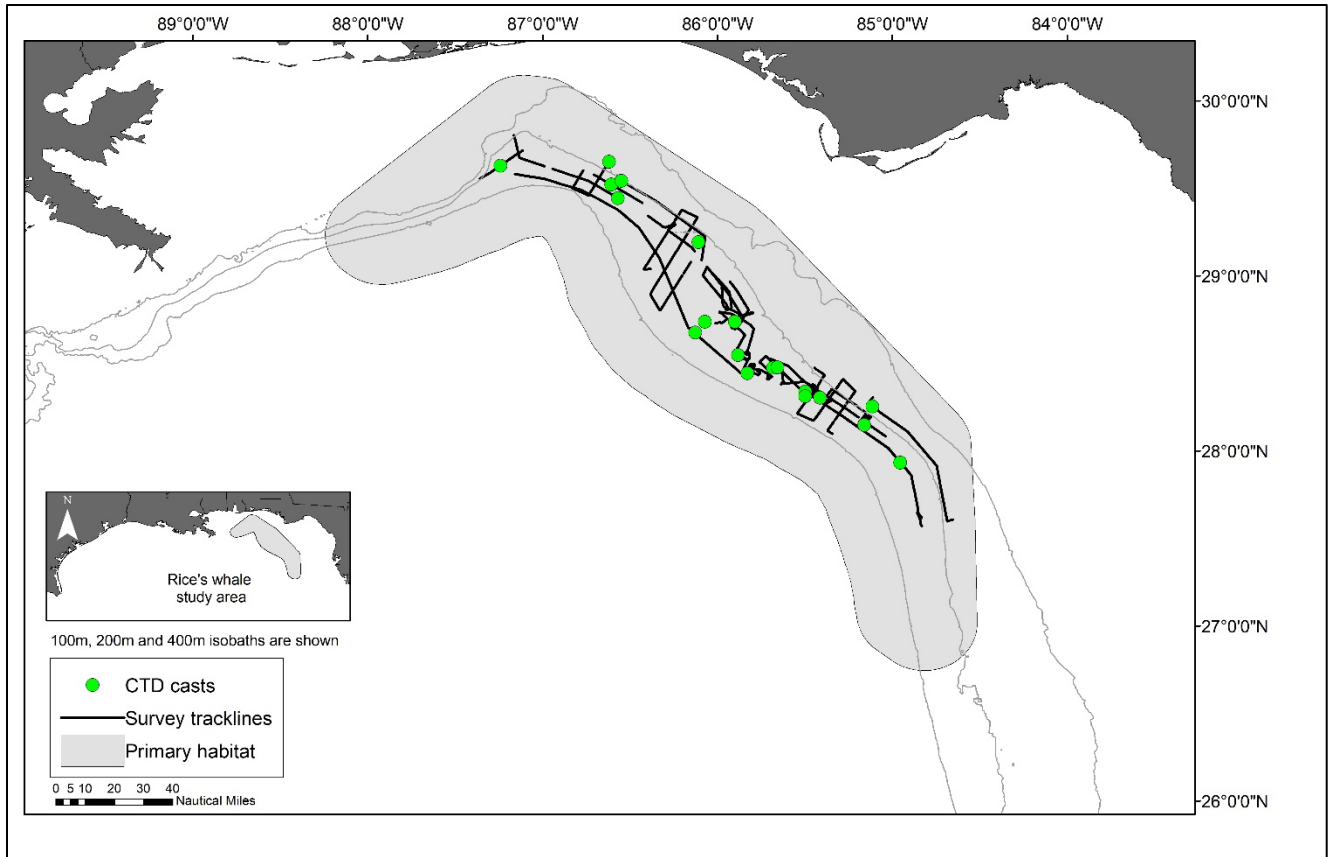 89°0'0"W 88°0'0"W 87°0'0"W 86°0'0"W 85°0'0"W 84°0'0"W
30°0'0"N
29°0'0"N
28°0'0"N
27°0'0"N
26°0'0"N
N
Rice's whale
study area
100m, 200m and 400m isobaths are shown
CTD casts
Survey tracklines
Primary habitat
0 5 10 20 30 40
Nautical Miles